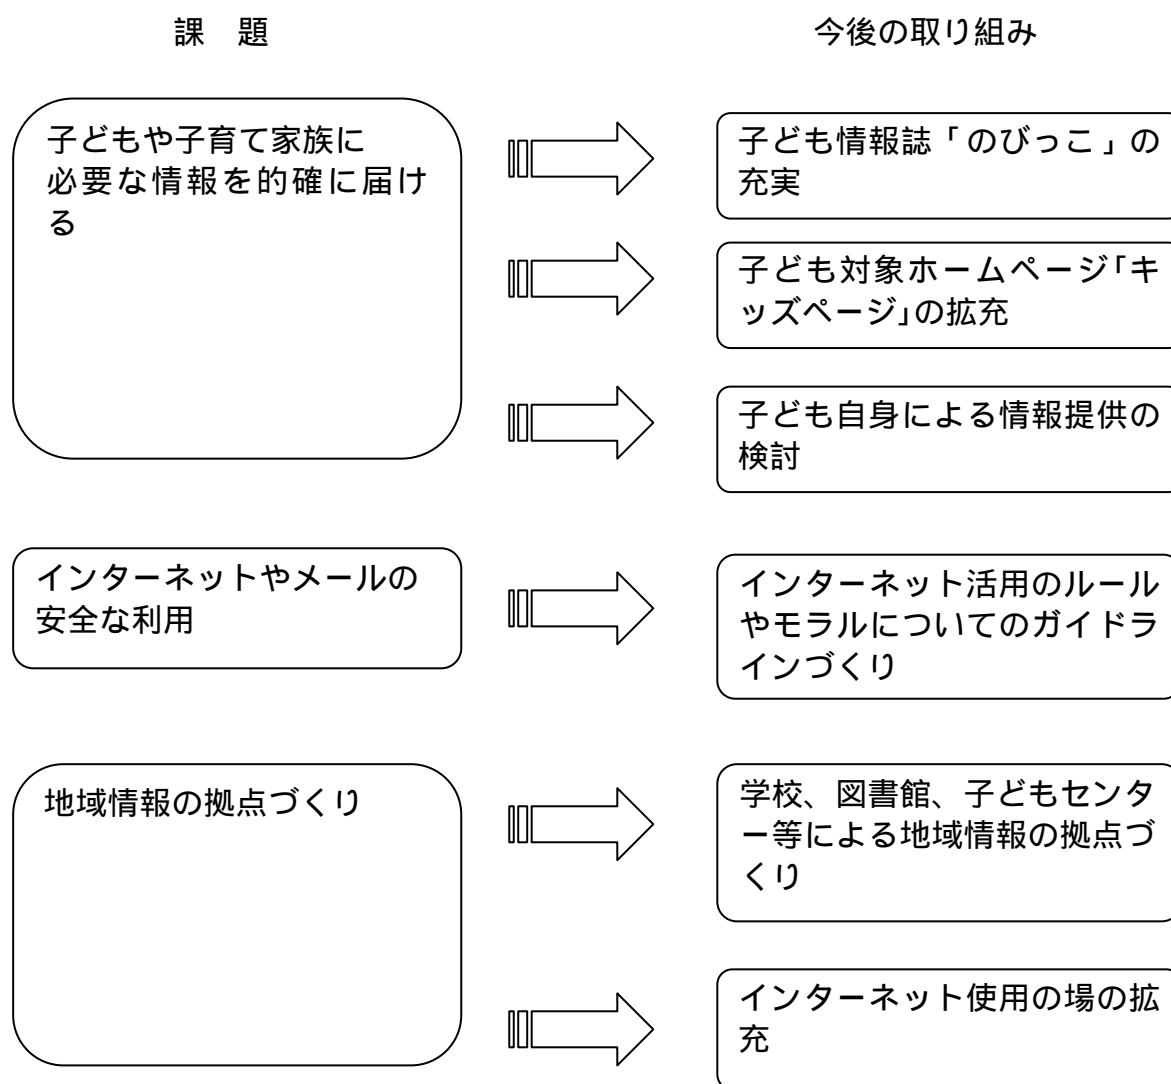 課　題
今後の取り組み
子どもや子育て家族に
必要な情報を的確に届け
る
子ども情報誌「のびっこ」の
充実
子ども対象ホームページ「キ
ッズページ」の拡充
子ども自身による情報提供の
検討
インターネットやメールの
安全な利用
インターネット活用のルール
やモラルについてのガイドラ
インづくり
地域情報の拠点づくり
学校、図書館、子どもセンタ
ー等による地域情報の拠点づ
くり
インターネット使用の場の拡
充